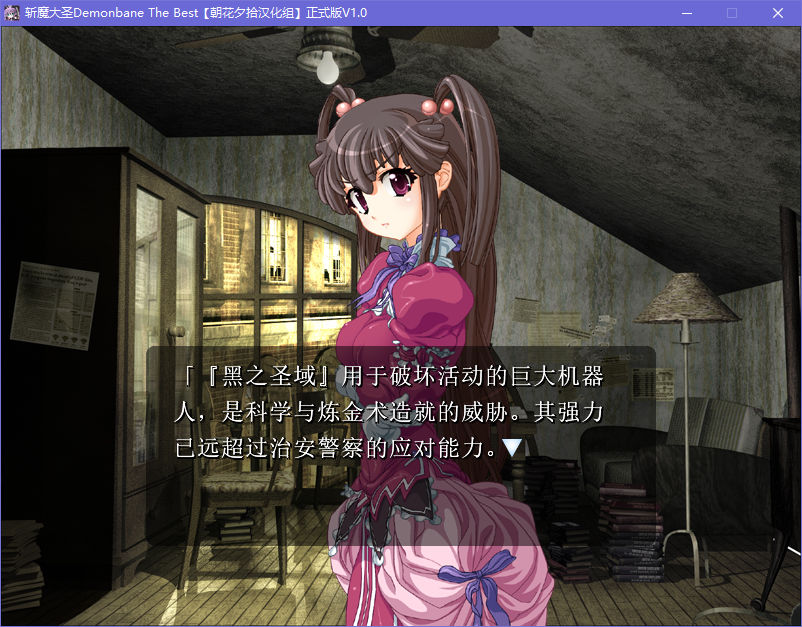 斩魔大圣Demonbane The Best【朝花夕拾汉化组】正式版V1.0
「『黑之圣域』用于破坏活动的巨大机器
人，是科学与炼金术造就的威胁。其强力
已远超过治安警察的应对能力。